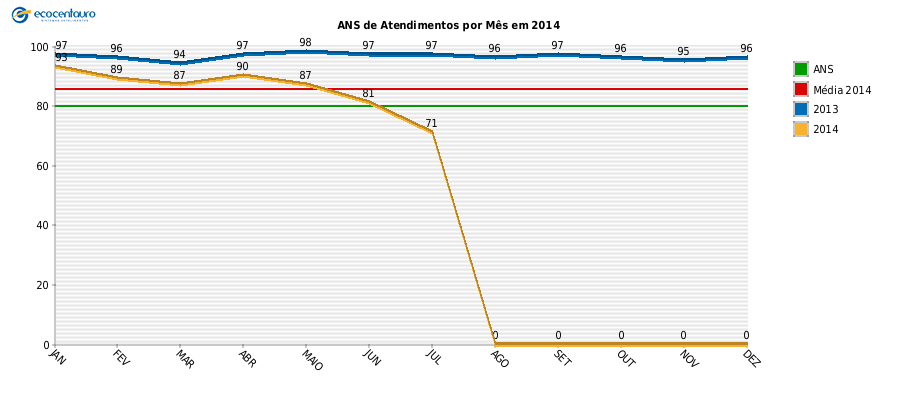 ecocentauro
ANS de Atendimentos por Mês em 2014
100
80
60
40
20
0
97 96 94 97 98 97 97 96 97 96 95 96
93 89 87 90 87 81 71 0 0 0 0 0
JAN FEV MAR ABR MAIO JUN JUL AGO SET OUT NOV DEZ
ANS
Média 2014
2013
2014